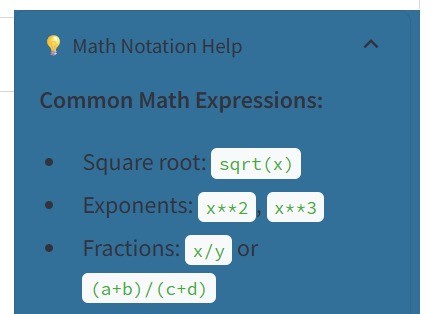 💡 Math Notation Help
Common Math Expressions:
• Square root: sqrt(x)
• Exponents: x**2, x**3
• Fractions: x/y or
(a+b)/(c+d)